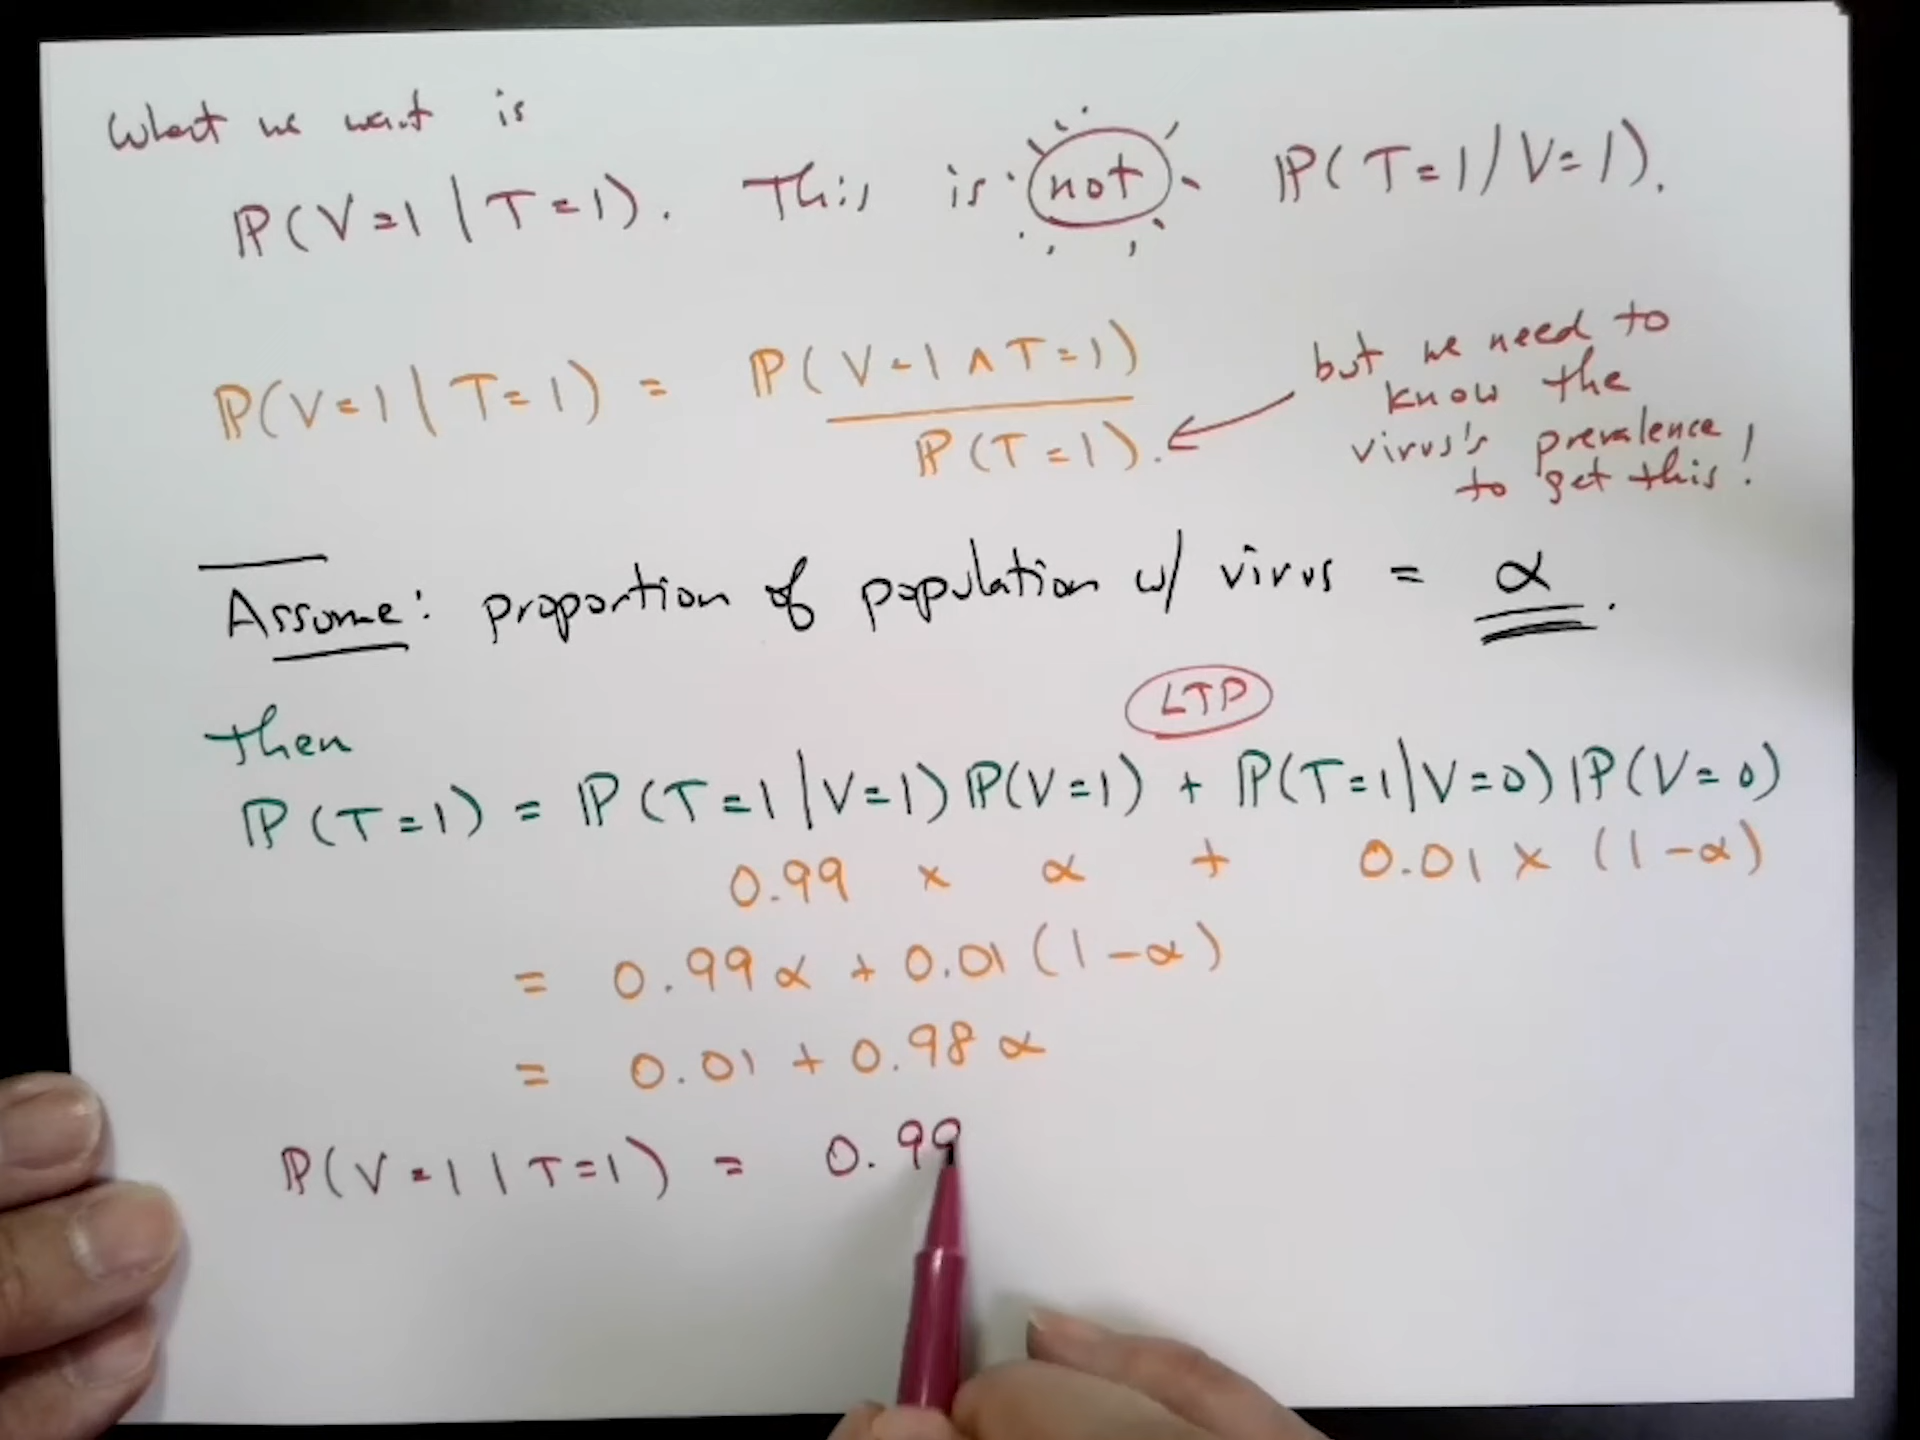 What we want is
ℙ(V=1 | T=1). This is not ℙ(T=1 / V=1).
ℙ(V=1 | T=1) = ℙ(V=1 ∧ T=1)
ℙ(T=1).
but we need to
know the
virus's prevalence
to get this!
Assume: proportion of population w/ virus = α.
LTP
then
ℙ(T=1) = ℙ(T=1 | V=1) ℙ(V=1) + ℙ(T=1 | V=0) ℙ(V=0)
0.99 × α + 0.01 × (1-α)
= 0.99α + 0.01 (1-α)
= 0.01 + 0.98 α
ℙ(V=1 | T=1) = 0.99